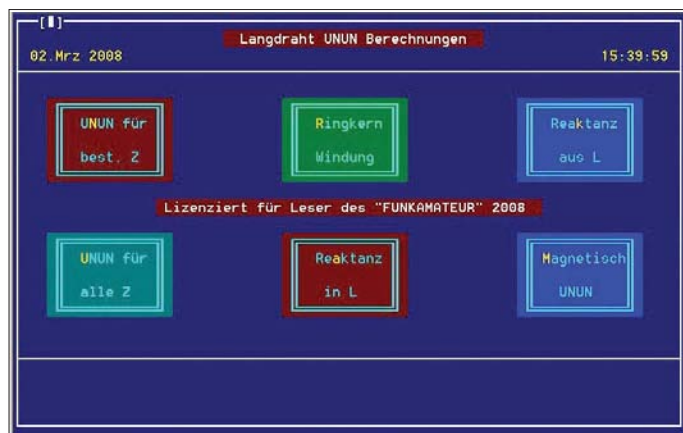 [▮]
Langdraht UNUN Berechnungen
02.Mrz 2008 15:39:59
UNUN für Ringkern Reaktanz
best. Z Windung aus L
Lizenziert für Leser des "FUNKAMATEUR" 2008
UNUN für Reaktanz Magnetisch
alle Z in L UNUN